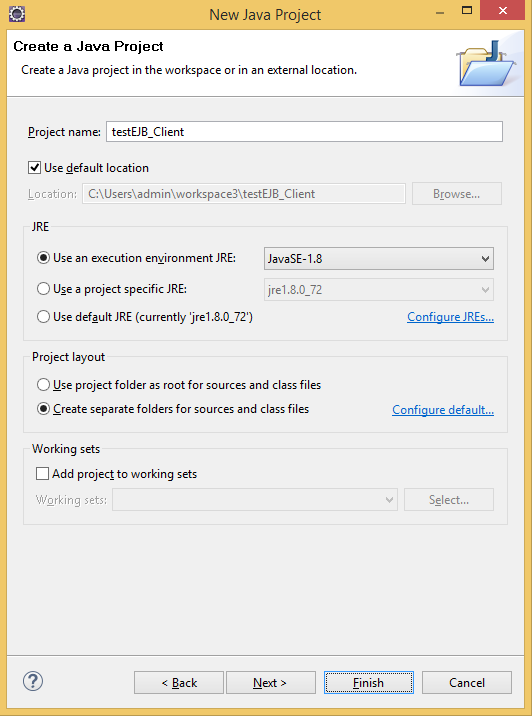 New Java Project
Create a Java Project
Create a Java project in the workspace or in an external location.
Project name: testEJB_Client
Use default location
Location: C:\Users\admin\workspace3\testEJB_Client Browse...
JRE
Use an execution environment JRE: JavaSE-1.8
Use a project specific JRE: jre1.8.0_72
Use default JRE (currently 'jre1.8.0_72') Configure JREs...
Project layout
Use project folder as root for sources and class files
Create separate folders for sources and class files Configure default...
Working sets
Add project to working sets
Working sets: Select...
? < Back Next > Finish Cancel